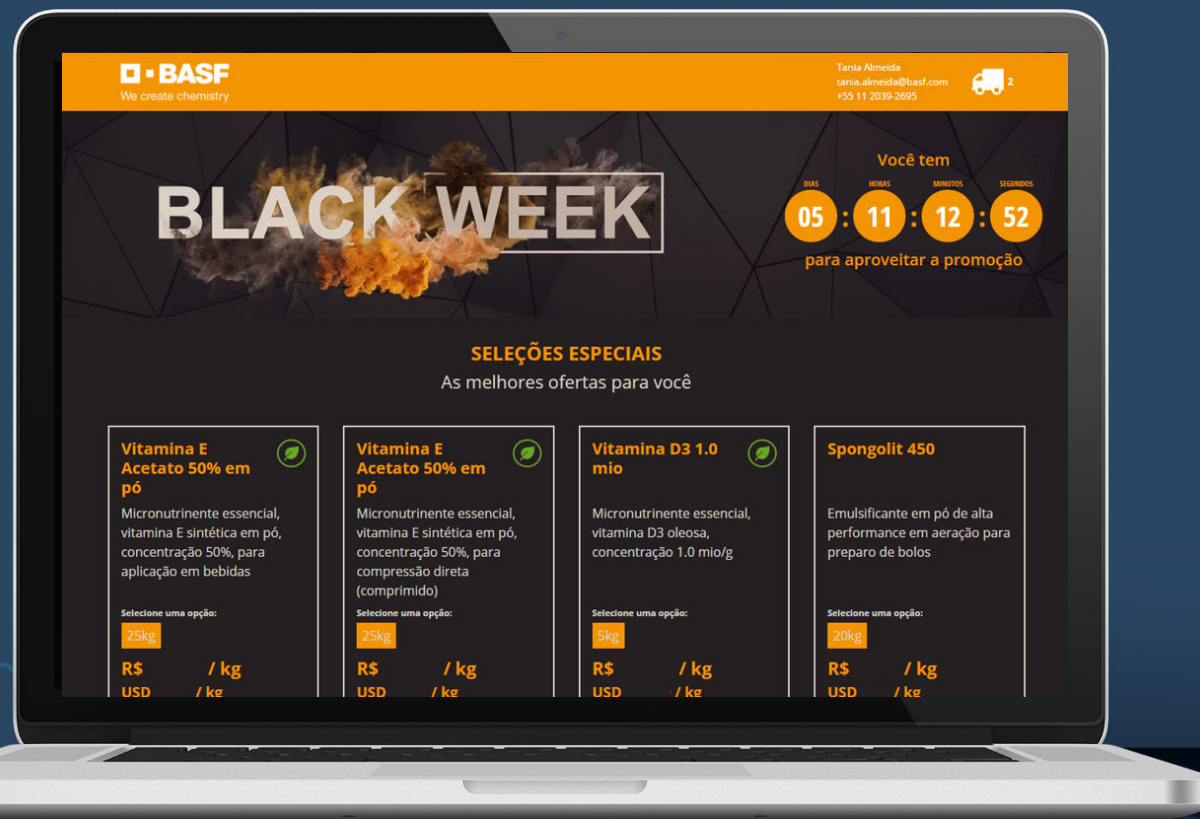 BASF
We create chemistry
Tania Almeida
tania.almeida@basf.com
+55 11 2039-2695
2
BLACK WEEK
Você tem
DIAS HORAS MINUTOS SEGUNDOS
05 : 11 : 12 : 52
para aproveitar a promoção
SELEÇÕES ESPECIAIS
As melhores ofertas para você
Vitamina E
Acetato 50% em
pó
Micronutrinente essencial,
vitamina E sintética em pó,
concentração 50%, para
aplicação em bebidas
Selecione uma opção:
25kg
R$ / kg
USD / kg
Vitamina E
Acetato 50% em
pó
Micronutrinente essencial,
vitamina E sintética em pó,
concentração 50%, para
compressão direta
(comprimido)
Selecione uma opção:
25kg
R$ / kg
USD / kg
Vitamina D3 1.0
mio
Micronutrinente essencial,
vitamina D3 oleosa,
concentração 1.0 mio/g
Selecione uma opção:
5kg
R$ / kg
USD / kg
Spongolit 450
Emulsificante em pó de alta
performance em aeração para
preparo de bolos
Selecione uma opção:
20kg
R$ / kg
USD / kg